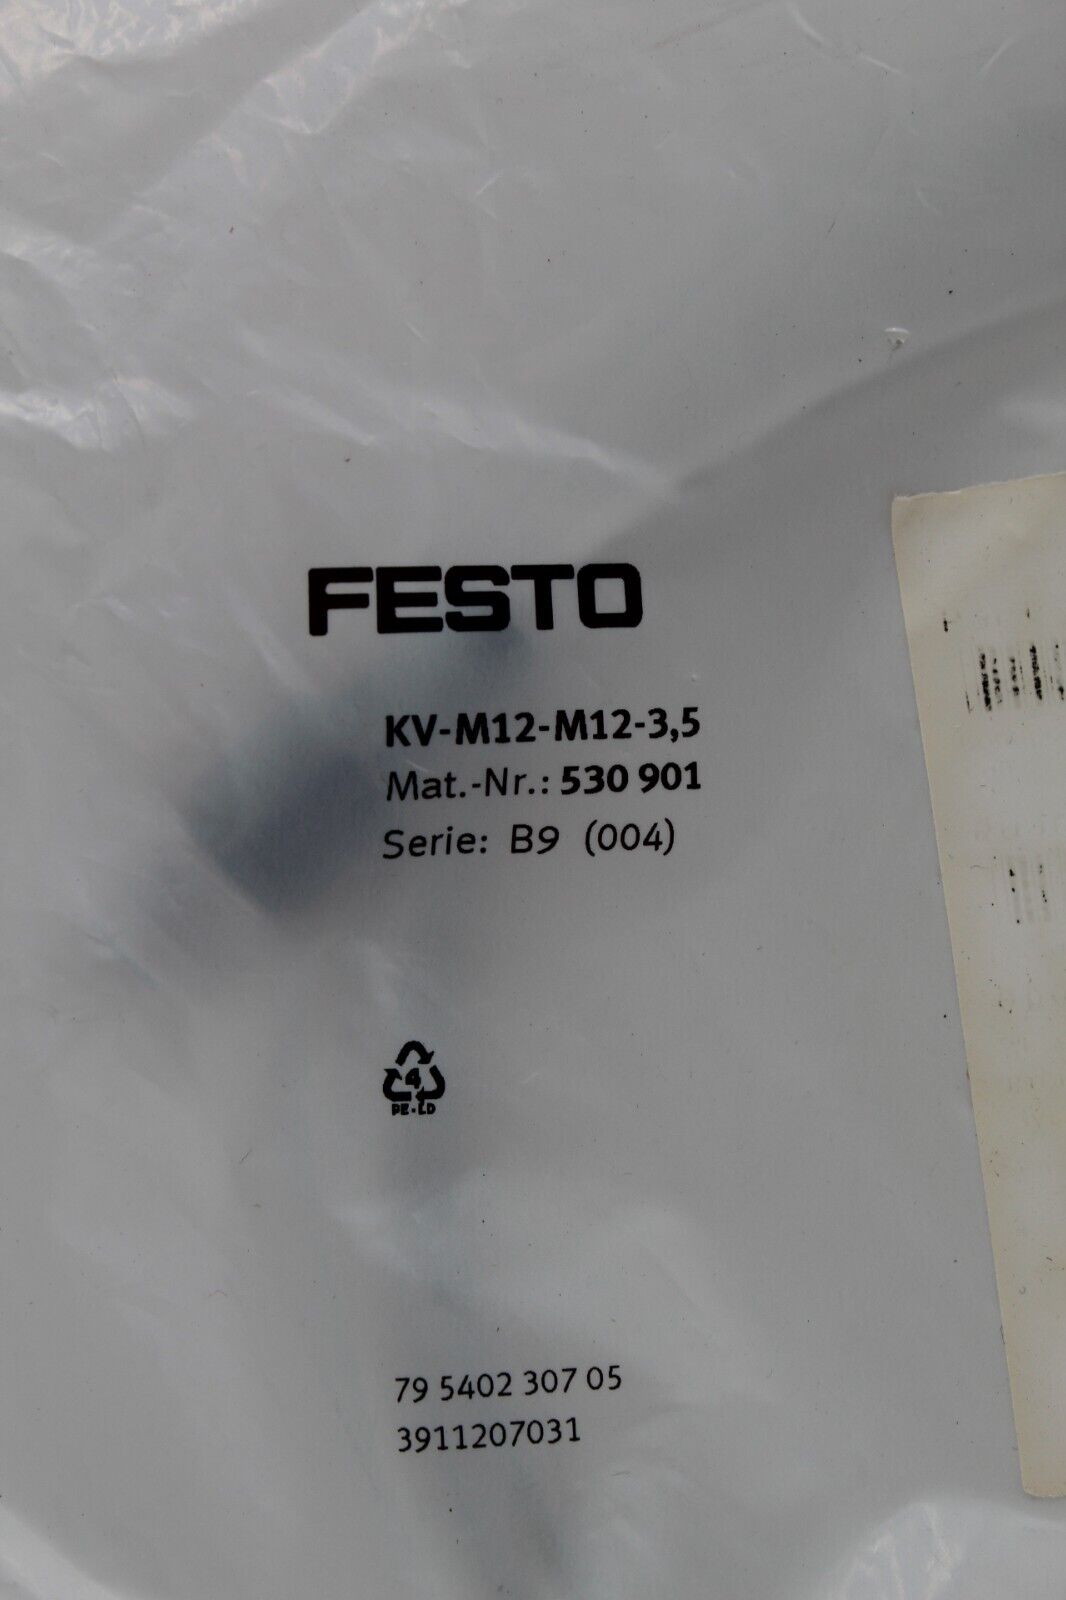 FESTO
KV-M12-M12-3,5
Mat.-Nr.: 530 901
Serie: B9 (004)
4
PE-LD
79 5402 307 05
3911207031